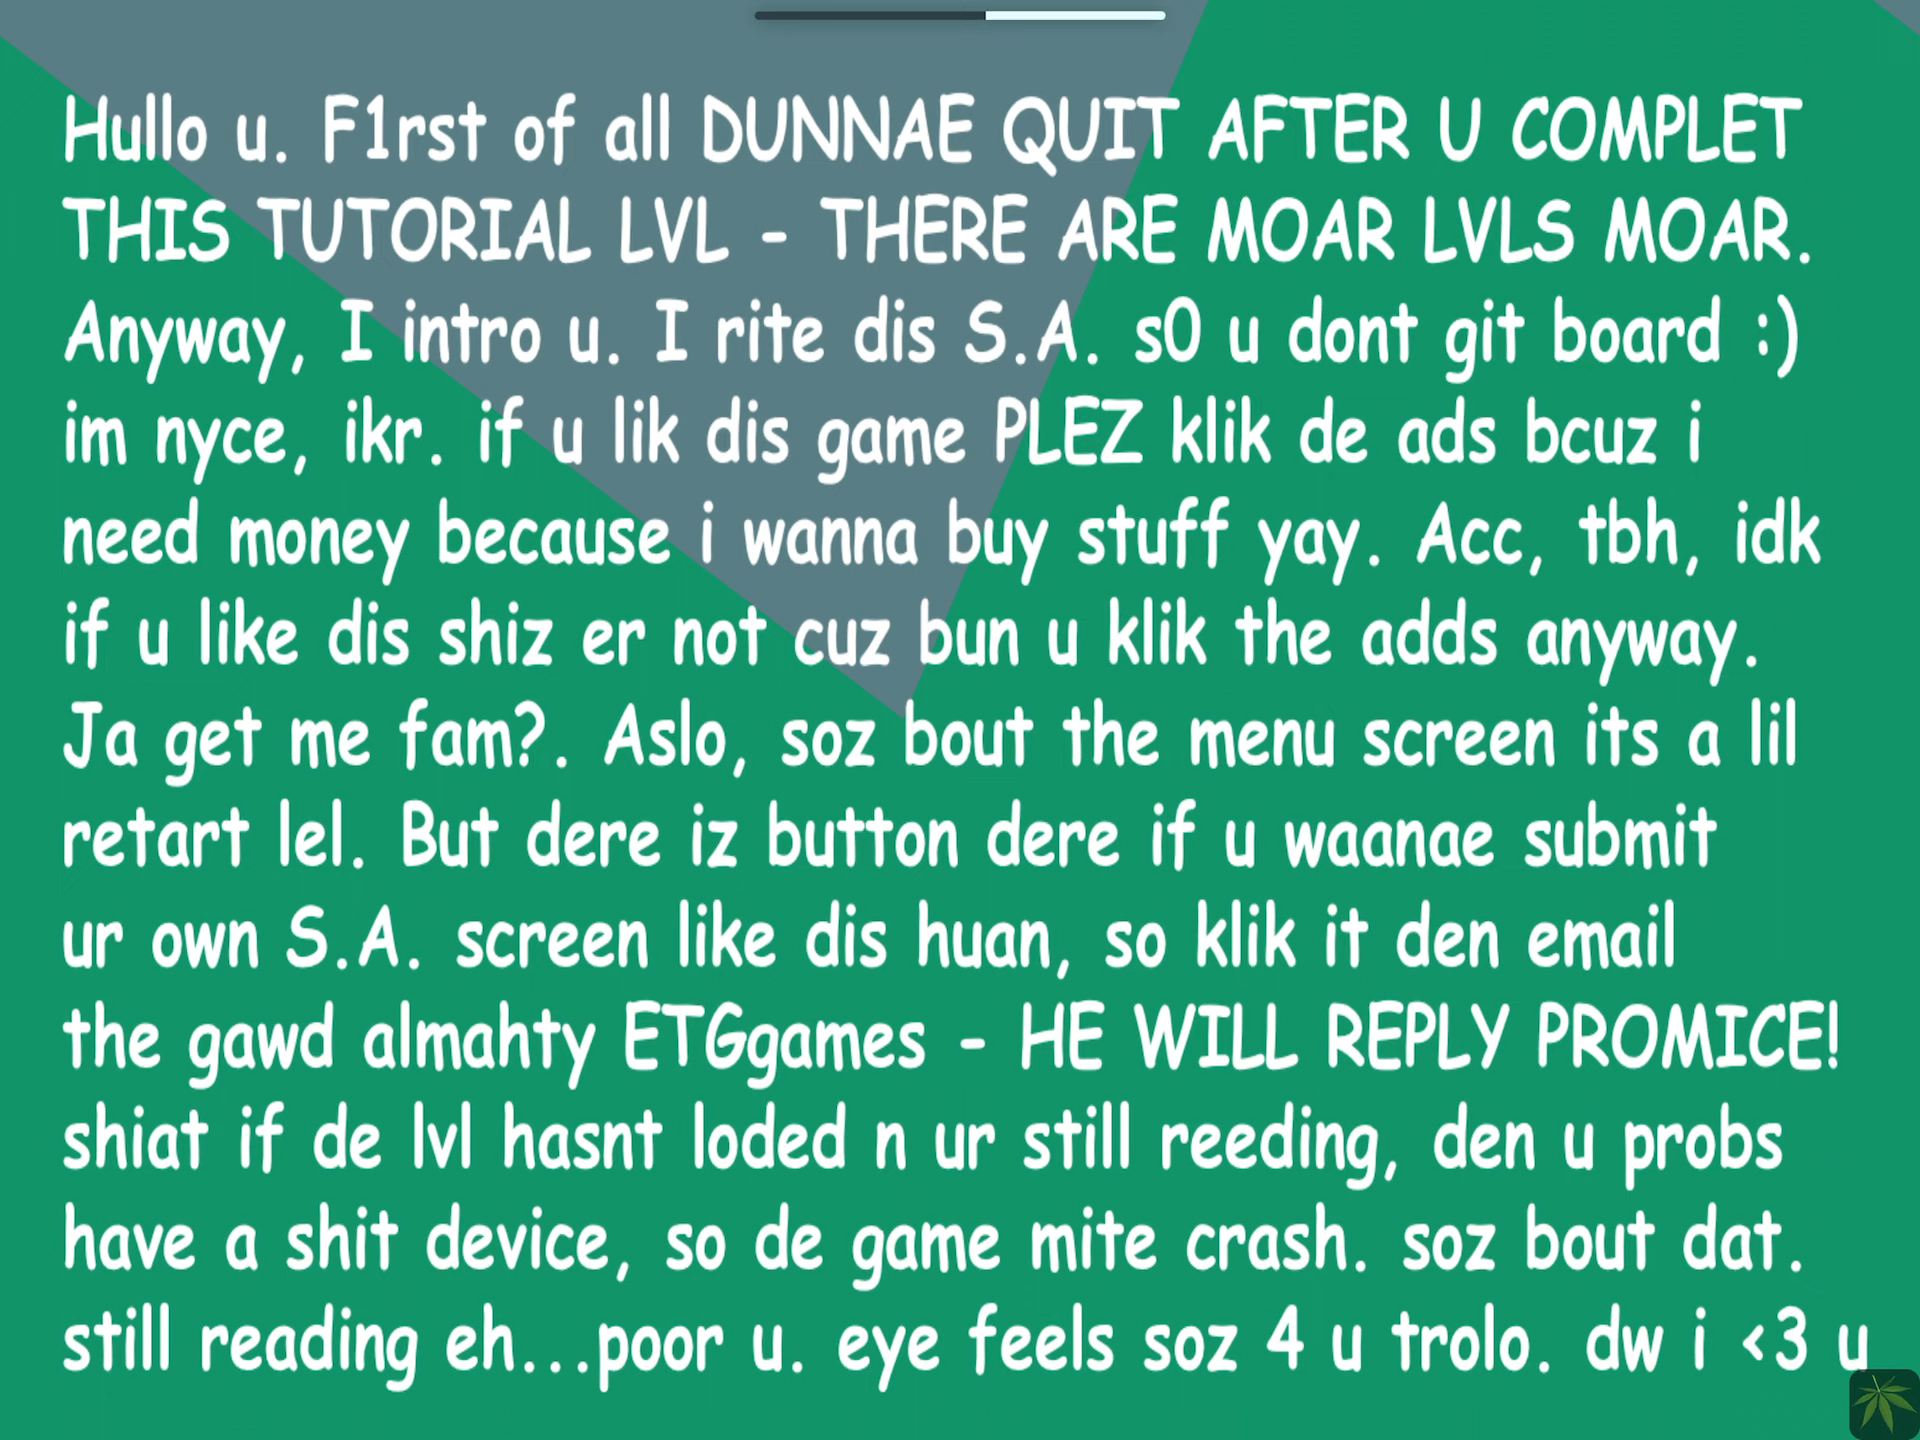 Hullo u. F1rst of all DUNNAE QUIT AFTER U COMPLET
THIS TUTORIAL LVL - THERE ARE MOAR LVLS MOAR.
Anyway, I intro u. I rite dis S.A. s0 u dont git board :)
im nyce, ikr. if u lik dis game PLEZ klik de ads bcuz i
need money because i wanna buy stuff yay. Acc, tbh, idk
if u like dis shiz er not cuz bun u klik the adds anyway.
Ja get me fam?. Aslo, soz bout the menu screen its a lil
retart lel. But dere iz button dere if u waanae submit
ur own S.A. screen like dis huan, so klik it den email
the gawd almahty ETGgames - HE WILL REPLY PROMICE!
shiat if de lvl hasnt loded n ur still reeding, den u probs
have a shit device, so de game mite crash. soz bout dat.
still reading eh...poor u. eye feels soz 4 u trolo. dw i <3 u